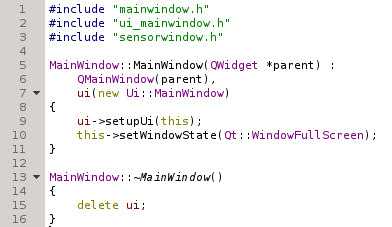 1 #include "mainwindow.h"
2 #include "ui_mainwindow.h"
3 #include "sensorwindow.h"
4
5 MainWindow::MainWindow(QWidget *parent) :
6     QMainWindow(parent),
7     ui(new Ui::MainWindow)
8 {
9     ui->setupUi(this);
10     this->setWindowState(Qt::WindowFullScreen);
11 }
12
13 MainWindow::~MainWindow()
14 {
15     delete ui;
16 }